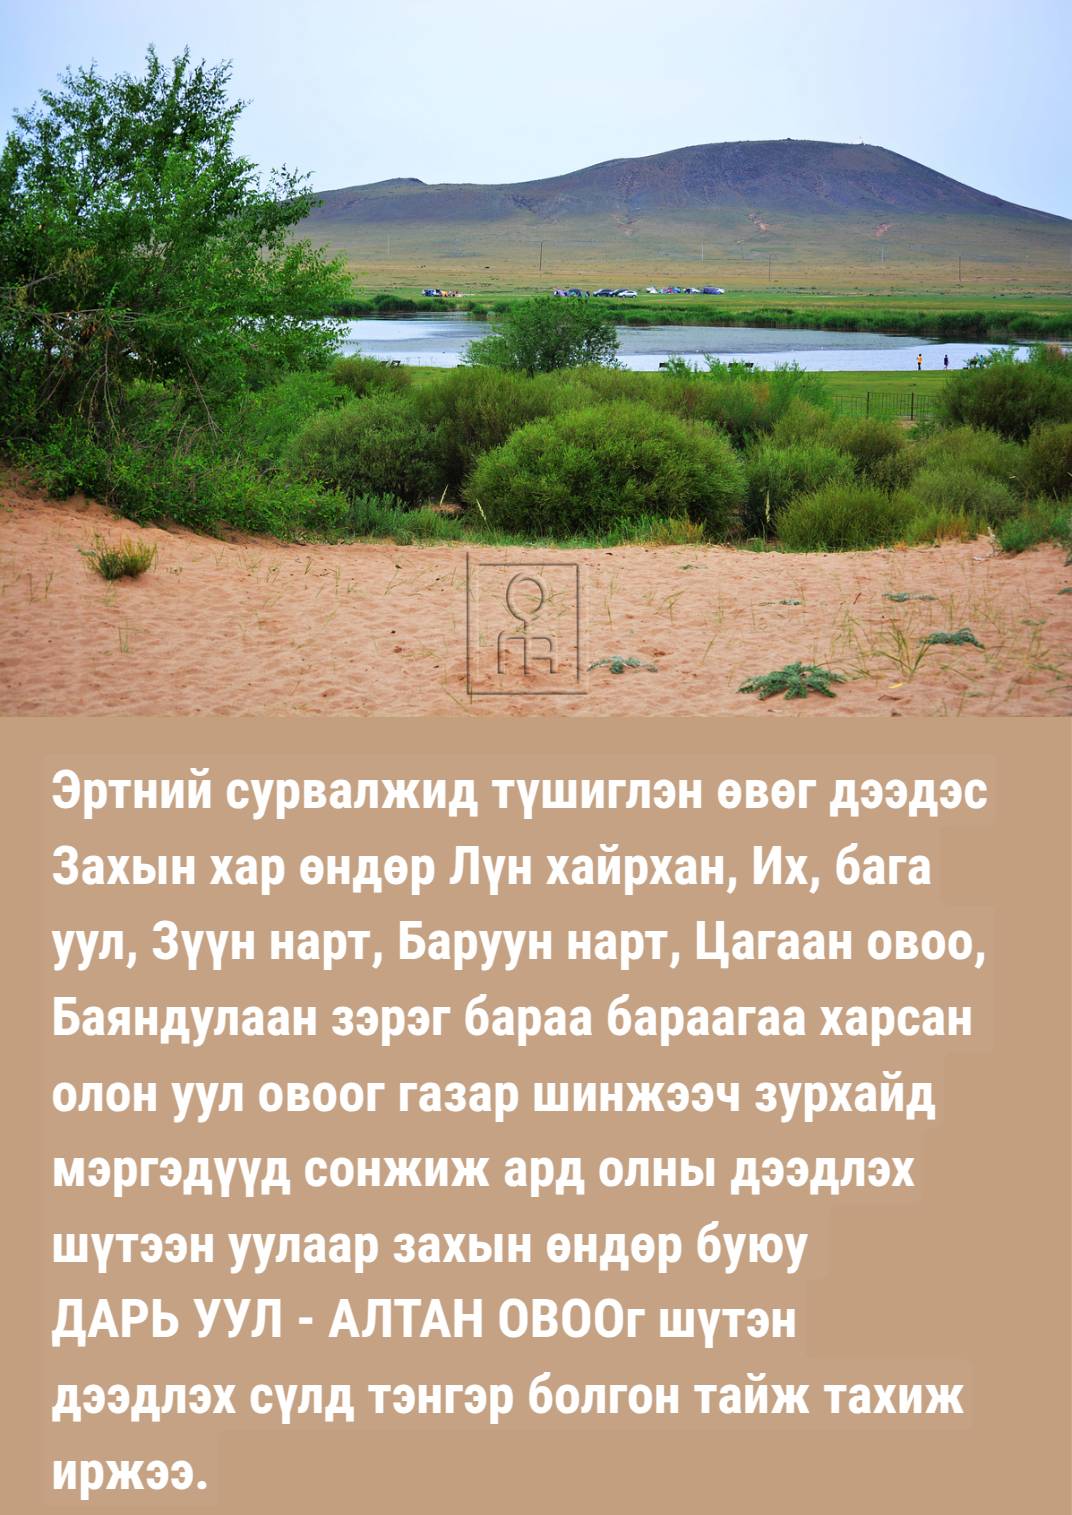 Эртний сурвалжид түшиглэн өвөг дээдэс
Захын хар өндөр Лүн хайрхан, Их, бага
уул, Зүүн нарт, Баруун нарт, Цагаан овоо,
Баяндулаан зэрэг бараа бараагаа харсан
олон уул овоог газар шинжээч зурхайд
мэргэдүүд сонжиж ард олны дээдлэх
шүтээн уулаар захын өндөр буюу
ДАРЬ УУЛ - АЛТАН ОВООг шүтэн
дээдлэх сүлд тэнгэр болгон тайж тахиж
иржээ.